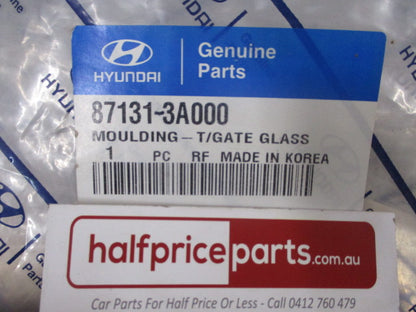 HYUNDAI
Genuine
Parts
87131-3A000
MOULDING - T/GATE GLASS
1 PC RF MADE IN KOREA
halfpriceparts.com.au
Car Parts For Half Price Or Less - Call 0412 760 479